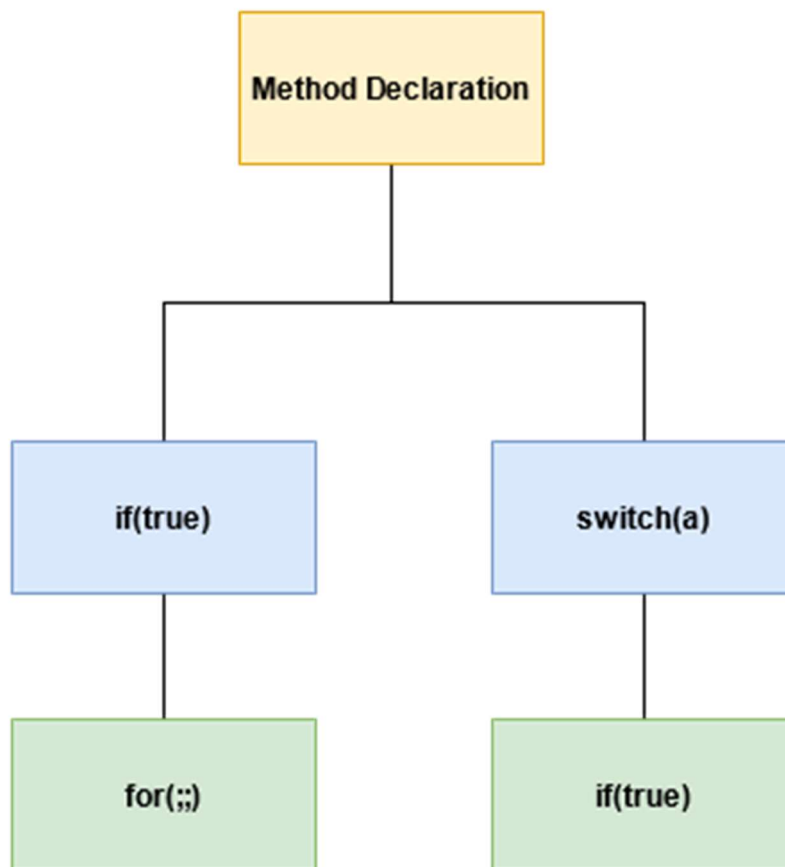 Method Declaration
if(true)
switch(a)
for(;;)
if(true)